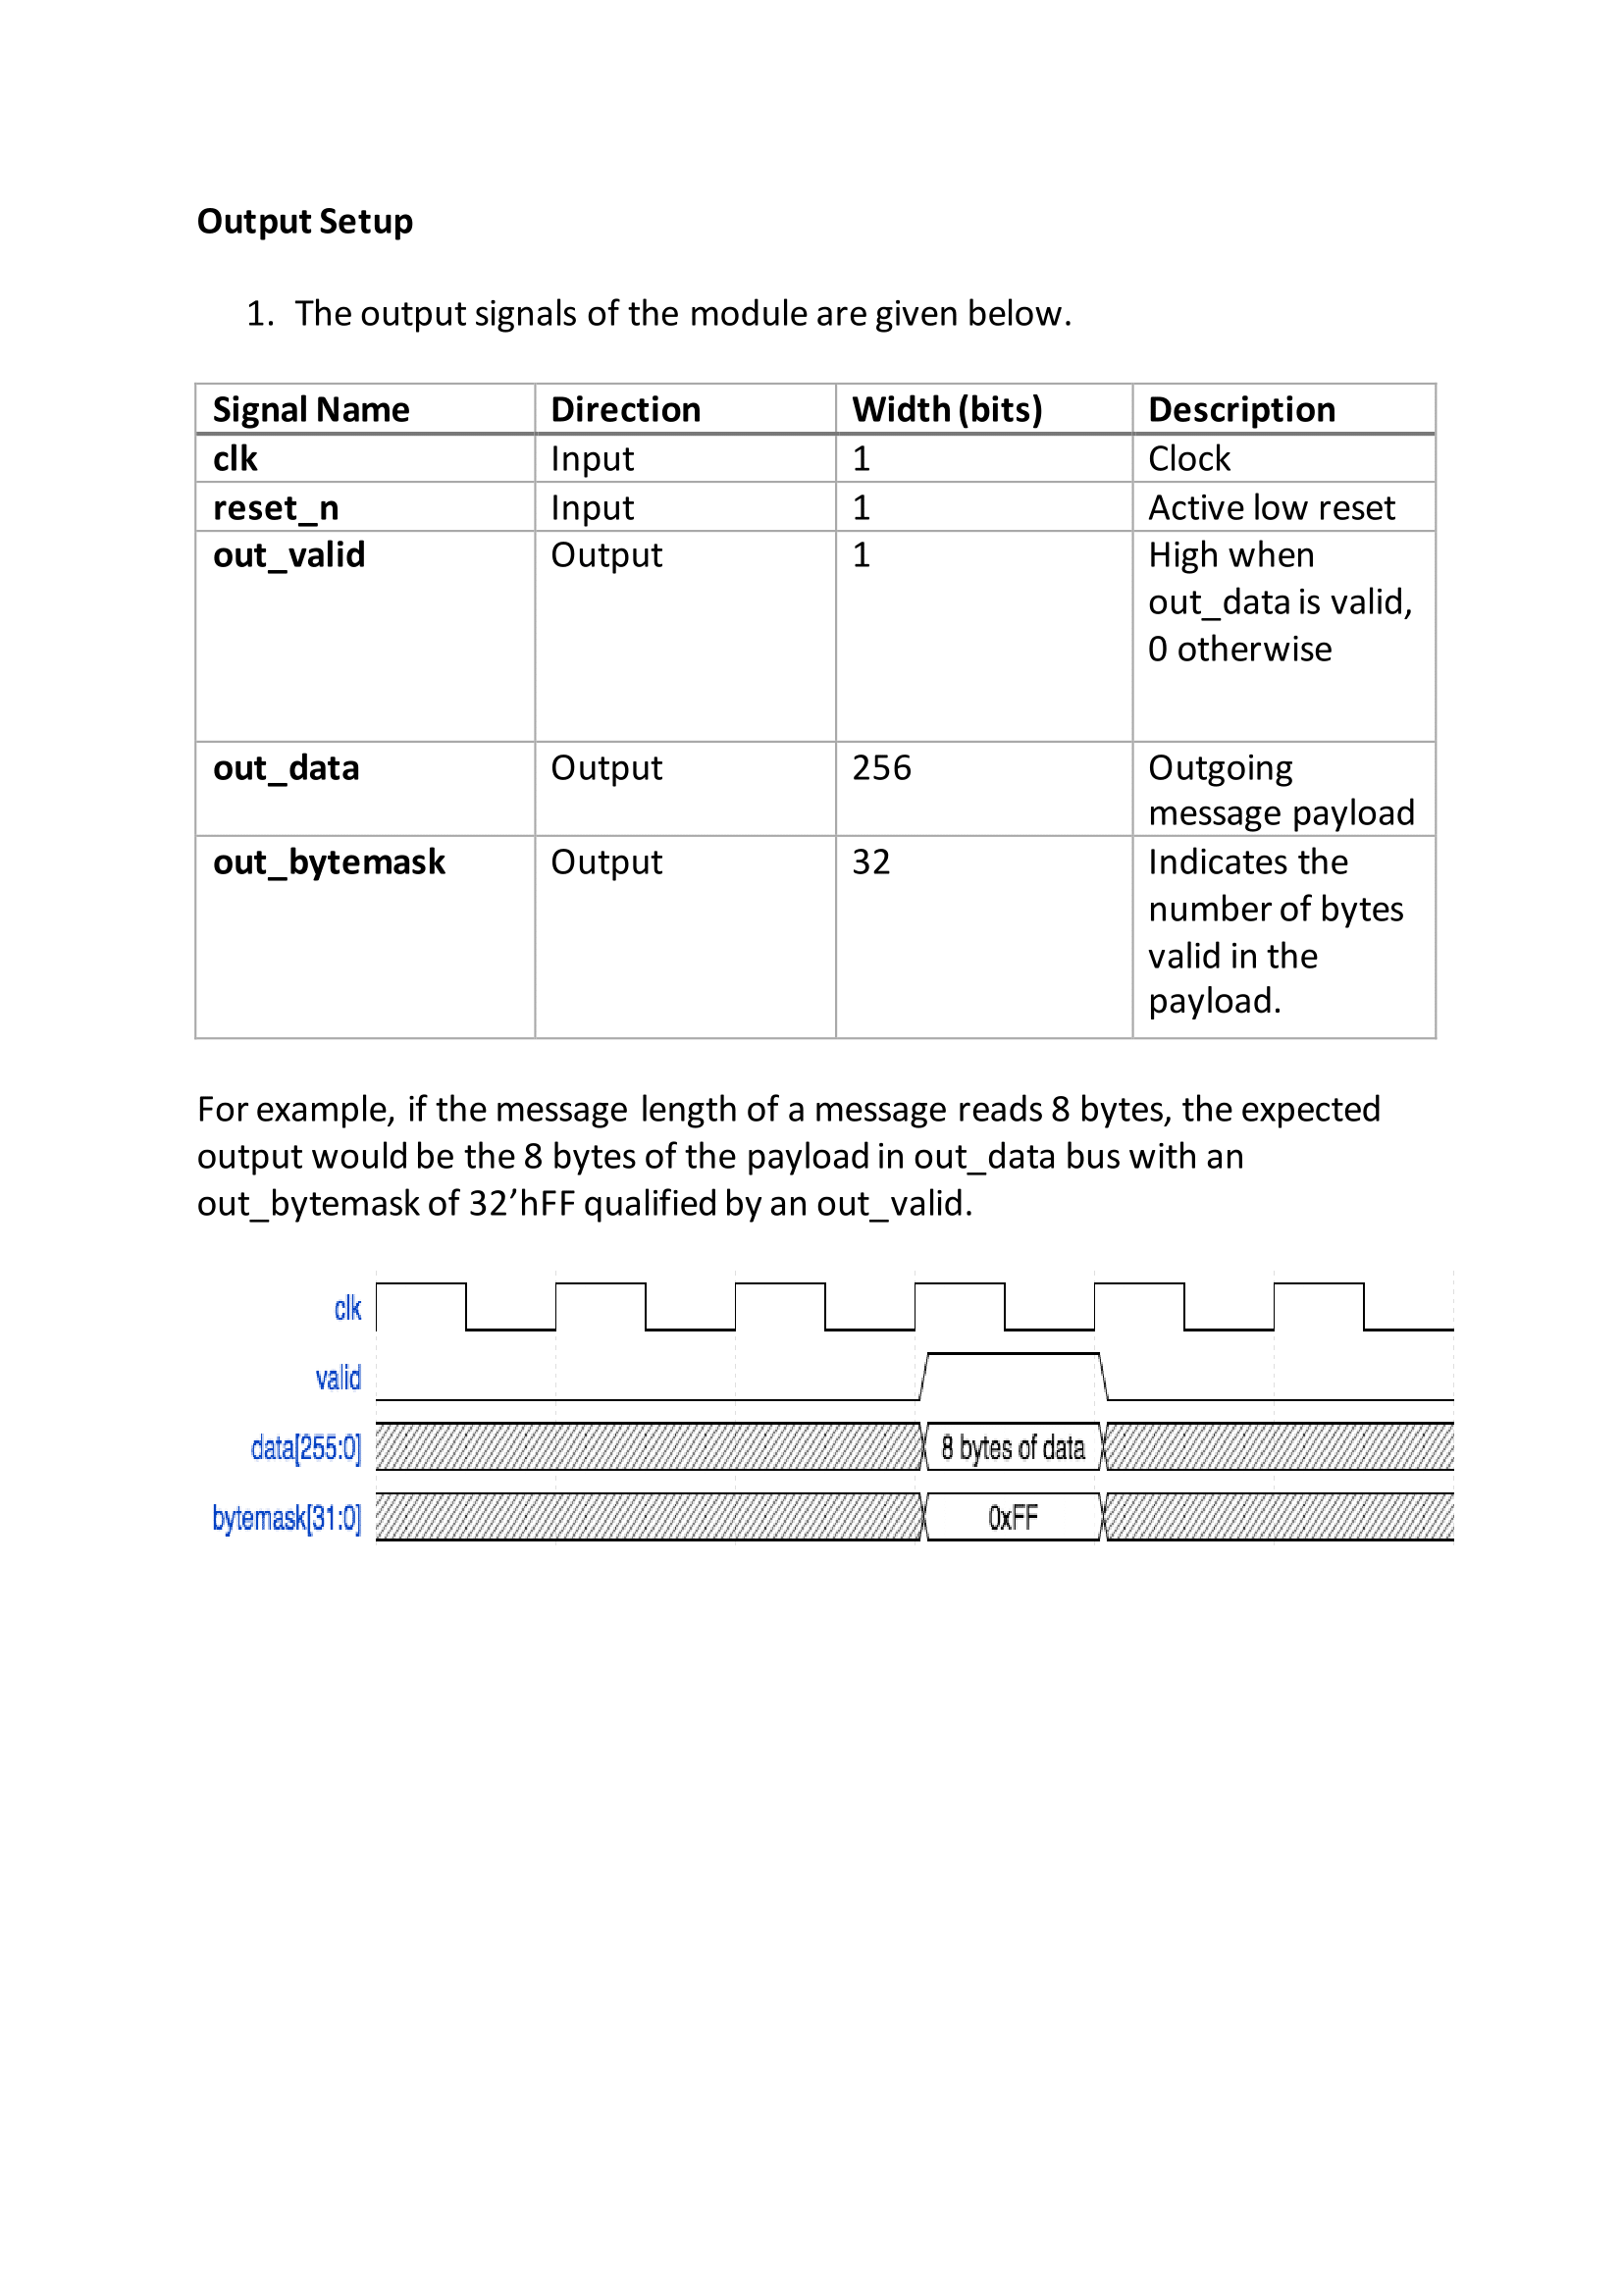 Output Setup
1. The output signals of the module are given below.
Signal Name Direction Width (bits) Description
clk Input 1 Clock
reset_n Input 1 Active low reset
out_valid Output 1 High when
out_data is valid,
0 otherwise
out_data Output 256 Outgoing
message payload
out_bytemask Output 32 Indicates the
number of bytes
valid in the
payload.
For example, if the message length of a message reads 8 bytes, the expected
output would be the 8 bytes of the payload in out_data bus with an
out_bytemask of 32’hFF qualified by an out_valid.
clk
valid
data[255:0] 8 bytes of data
bytemask[31:0] 0xFF